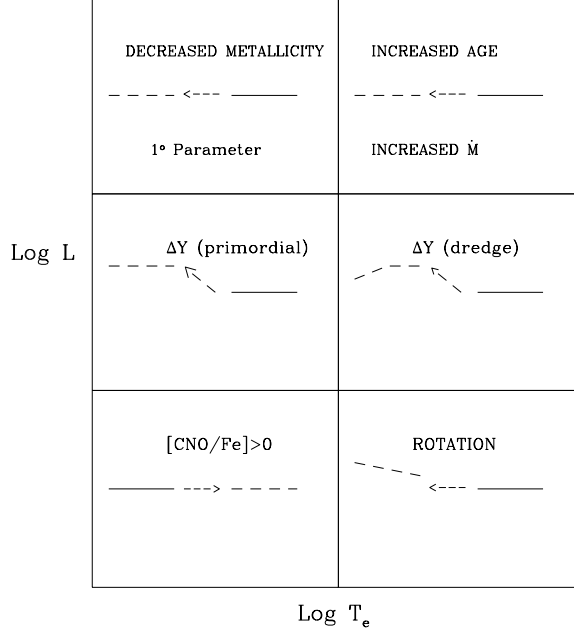 DECREASED METALLICITY
1° Parameter
INCREASED AGE
INCREASED Ṁ
Log L
ΔY (primordial)
ΔY (dredge)
[CNO/Fe]>0
ROTATION
Log Tₑ